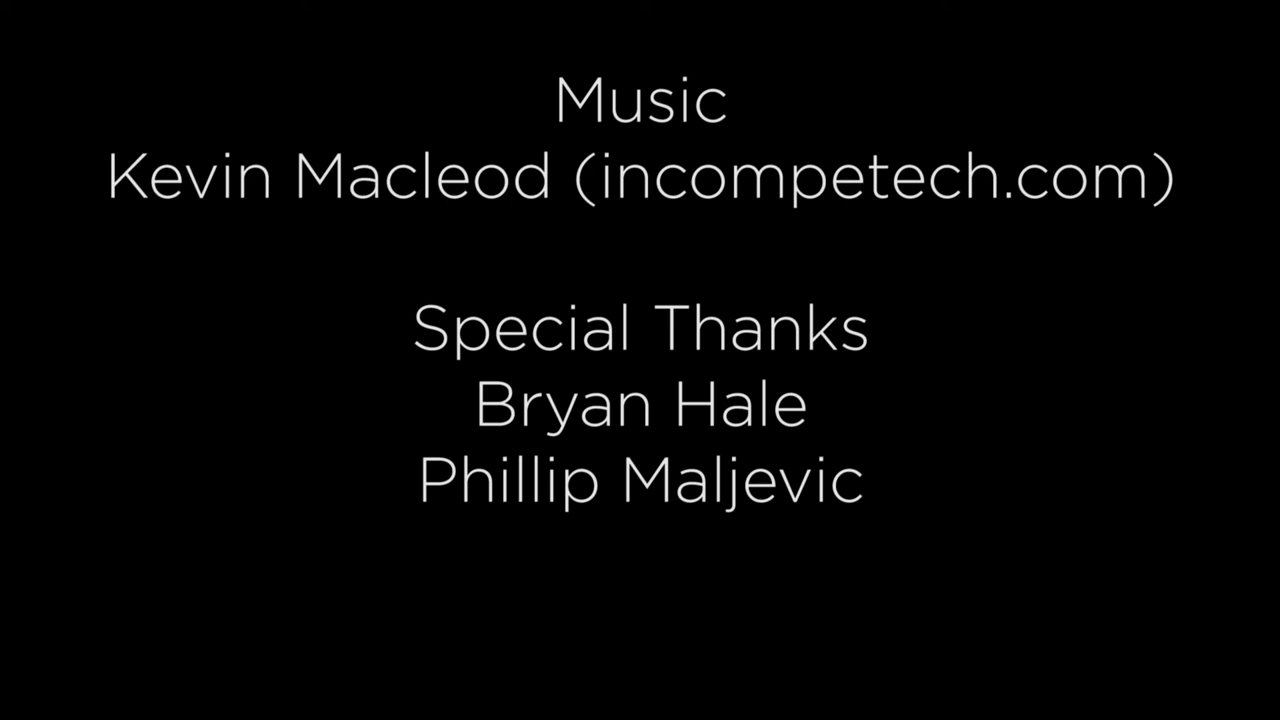 Music
Kevin Macleod (incompetech.com)
Special Thanks
Bryan Hale
Phillip Maljevic